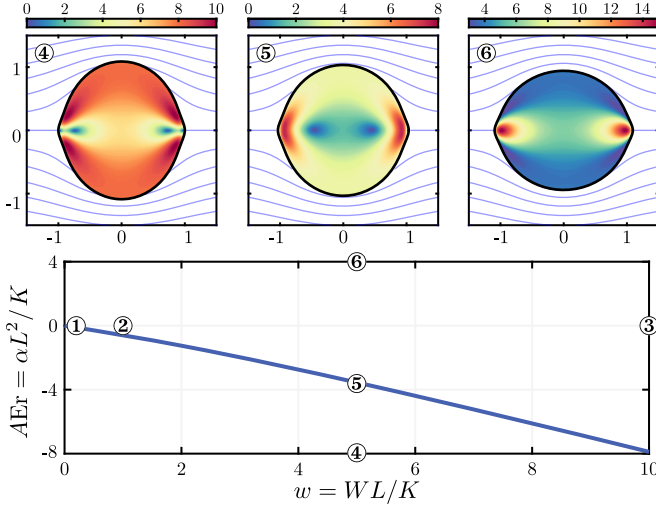 0 2 4 6 8 10
0 2 4 6 8
4 6 8 10 12 14
④ ⑤ ⑥
1
0
-1
-1 0 1
-1 0 1
-1 0 1
4
0
-4
-8
AEr = αL²/K
⑥
① ② ③
⑤
④
0 2 4 6 8 10
w = WL/K